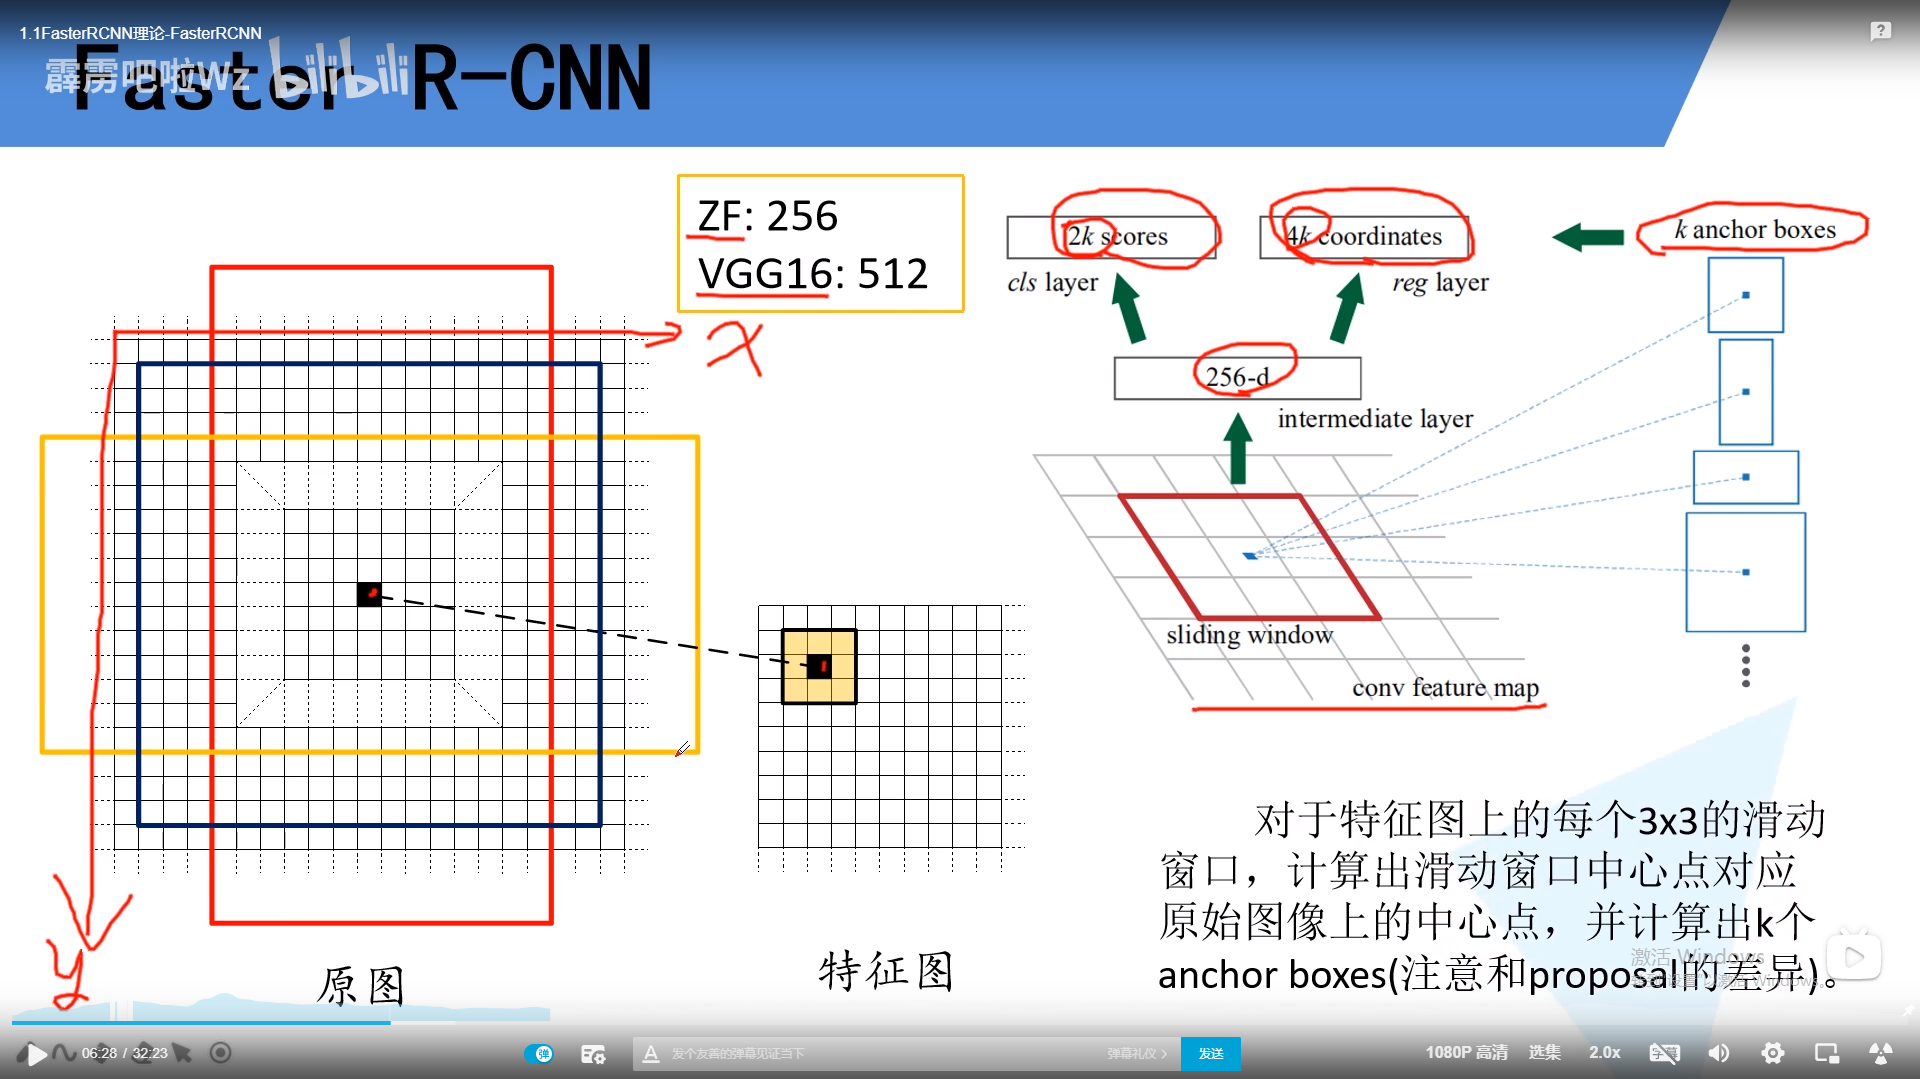 1.1FasterRCNN理论-FasterRCNN
Faster R-CNN
霹雳吧啦Wz bilibili
ZF: 256
VGG16: 512
2k scores
4k coordinates
k anchor boxes
cls layer
reg layer
x
256-d
intermediate layer
sliding window
conv feature map
对于特征图上的每个3x3的滑动
窗口，计算出滑动窗口中心点对应
原始图像上的中心点，并计算出k个
anchor boxes(注意和proposal的差异)。
y
原图
特征图
激活 Windows
06:28 / 32:23
弹
发个友善的弹幕见证当下
弹幕礼仪
发送
1080P 高清
选集
2.0x
字幕